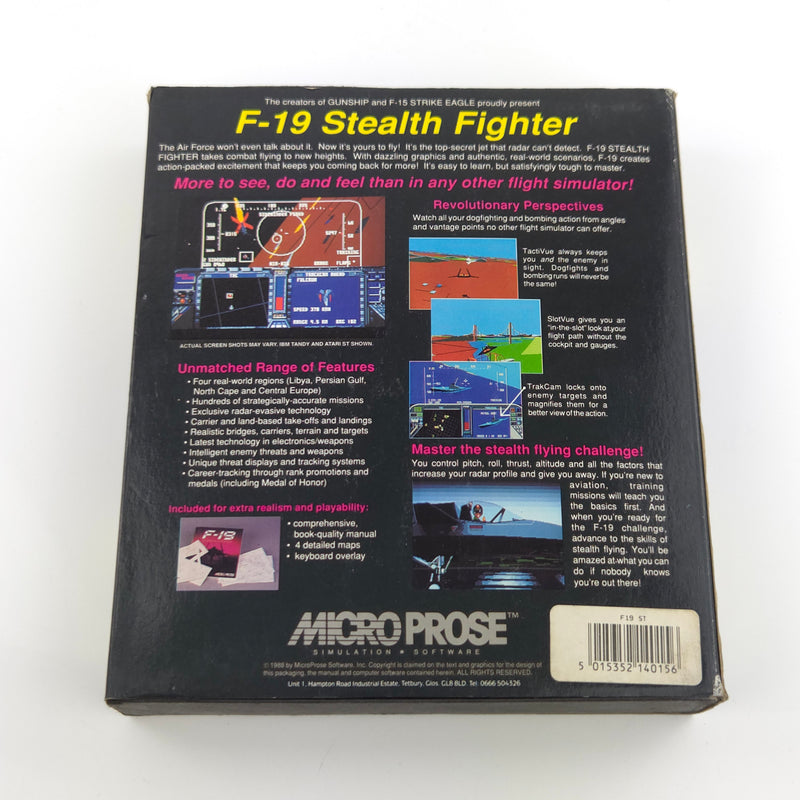 The creators of GUNSHIP and F-15 STRIKE EAGLE proudly present
F-19 Stealth Fighter
The Air Force won't even talk about it. Now it's yours to fly! It's the top-secret jet that radar can't detect. F-19 STEALTH
FIGHTER takes combat flying to new heights. With dazzling graphics and authentic, real-world scenarios, F-19 creates
action-packed excitement that keeps you coming back for more! It's easy to learn, but satisfyingly tough to master.
More to see, do and feel than in any other flight simulator!
TRACKCAM AHEAD
FULCRUM
SPEED 378
RANGE 4.5 KM BRG 102
ACTUAL SCREEN SHOTS MAY VARY. IBM TANDY AND ATARI ST SHOWN.
Unmatched Range of Features
• Four real-world regions (Libya, Persian Gulf,
North Cape and Central Europe)
• Hundreds of strategically-accurate missions
• Exclusive radar-evasive technology
• Carrier and land-based take-offs and landings
• Realistic bridges, carriers, terrain and targets
• Latest technology in electronics/weapons
• Intelligent enemy threats and weapons
• Unique threat displays and tracking systems
• Career-tracking through rank promotions and
medals (including Medal of Honor)
Included for extra realism and playability:
F-19
• comprehensive,
book-quality manual
• 4 detailed maps
• keyboard overlay
Revolutionary Perspectives
Watch all your dogfighting and bombing action from angles
and vantage points no other flight simulator can offer.
TactiVue always keeps
you and the enemy in
sight. Dogfights and
bombing runs will never be
the same!
SlotVue gives you an
"in-the-slot" look at your
flight path without the
cockpit and gauges.
TrakCam locks onto
enemy targets and
magnifies them for a
better view of the action.
Master the stealth flying challenge!
You control pitch, roll, thrust, altitude and all the factors that
increase your radar profile and give you away. If you're new to
aviation, training
missions will teach you
the basics first. And
when you're ready for
the F-19 challenge,
advance to the skills of
stealth flying. You'll be
amazed at what you can
do if nobody knows
you're out there!
MICROPROSE™
SIMULATION • SOFTWARE
© 1988 by MicroProse Software, Inc. Copyright is claimed on the text and graphics for the design of
this packaging, the manual and computer software contained herein. ALL RIGHTS RESERVED.
Unit 1, Hampton Road Industrial Estate, Tetbury, Glos. GL8 8LD. Tel: 0666 504326
F19 ST
5 015352 140156